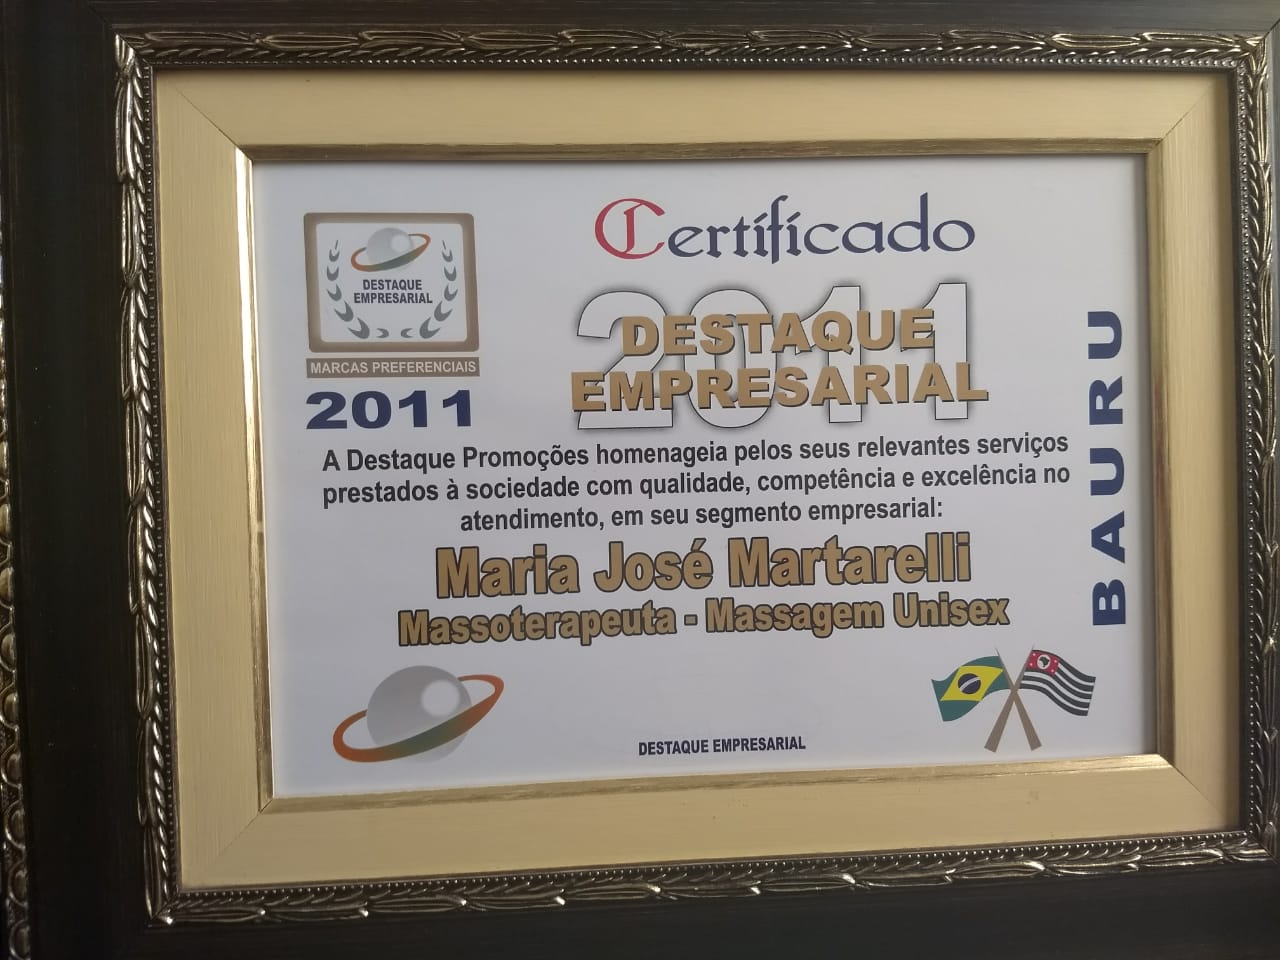 DESTAQUE
EMPRESARIAL
MARCAS PREFERENCIAIS
2011
Certificado
2011
DESTAQUE
EMPRESARIAL
A Destaque Promoções homenageia pelos seus relevantes serviços
prestados à sociedade com qualidade, competência e excelência no
atendimento, em seu segmento empresarial:
Maria José Martarelli
Massoterapeuta - Massagem Unisex
DESTAQUE EMPRESARIAL
BAURU